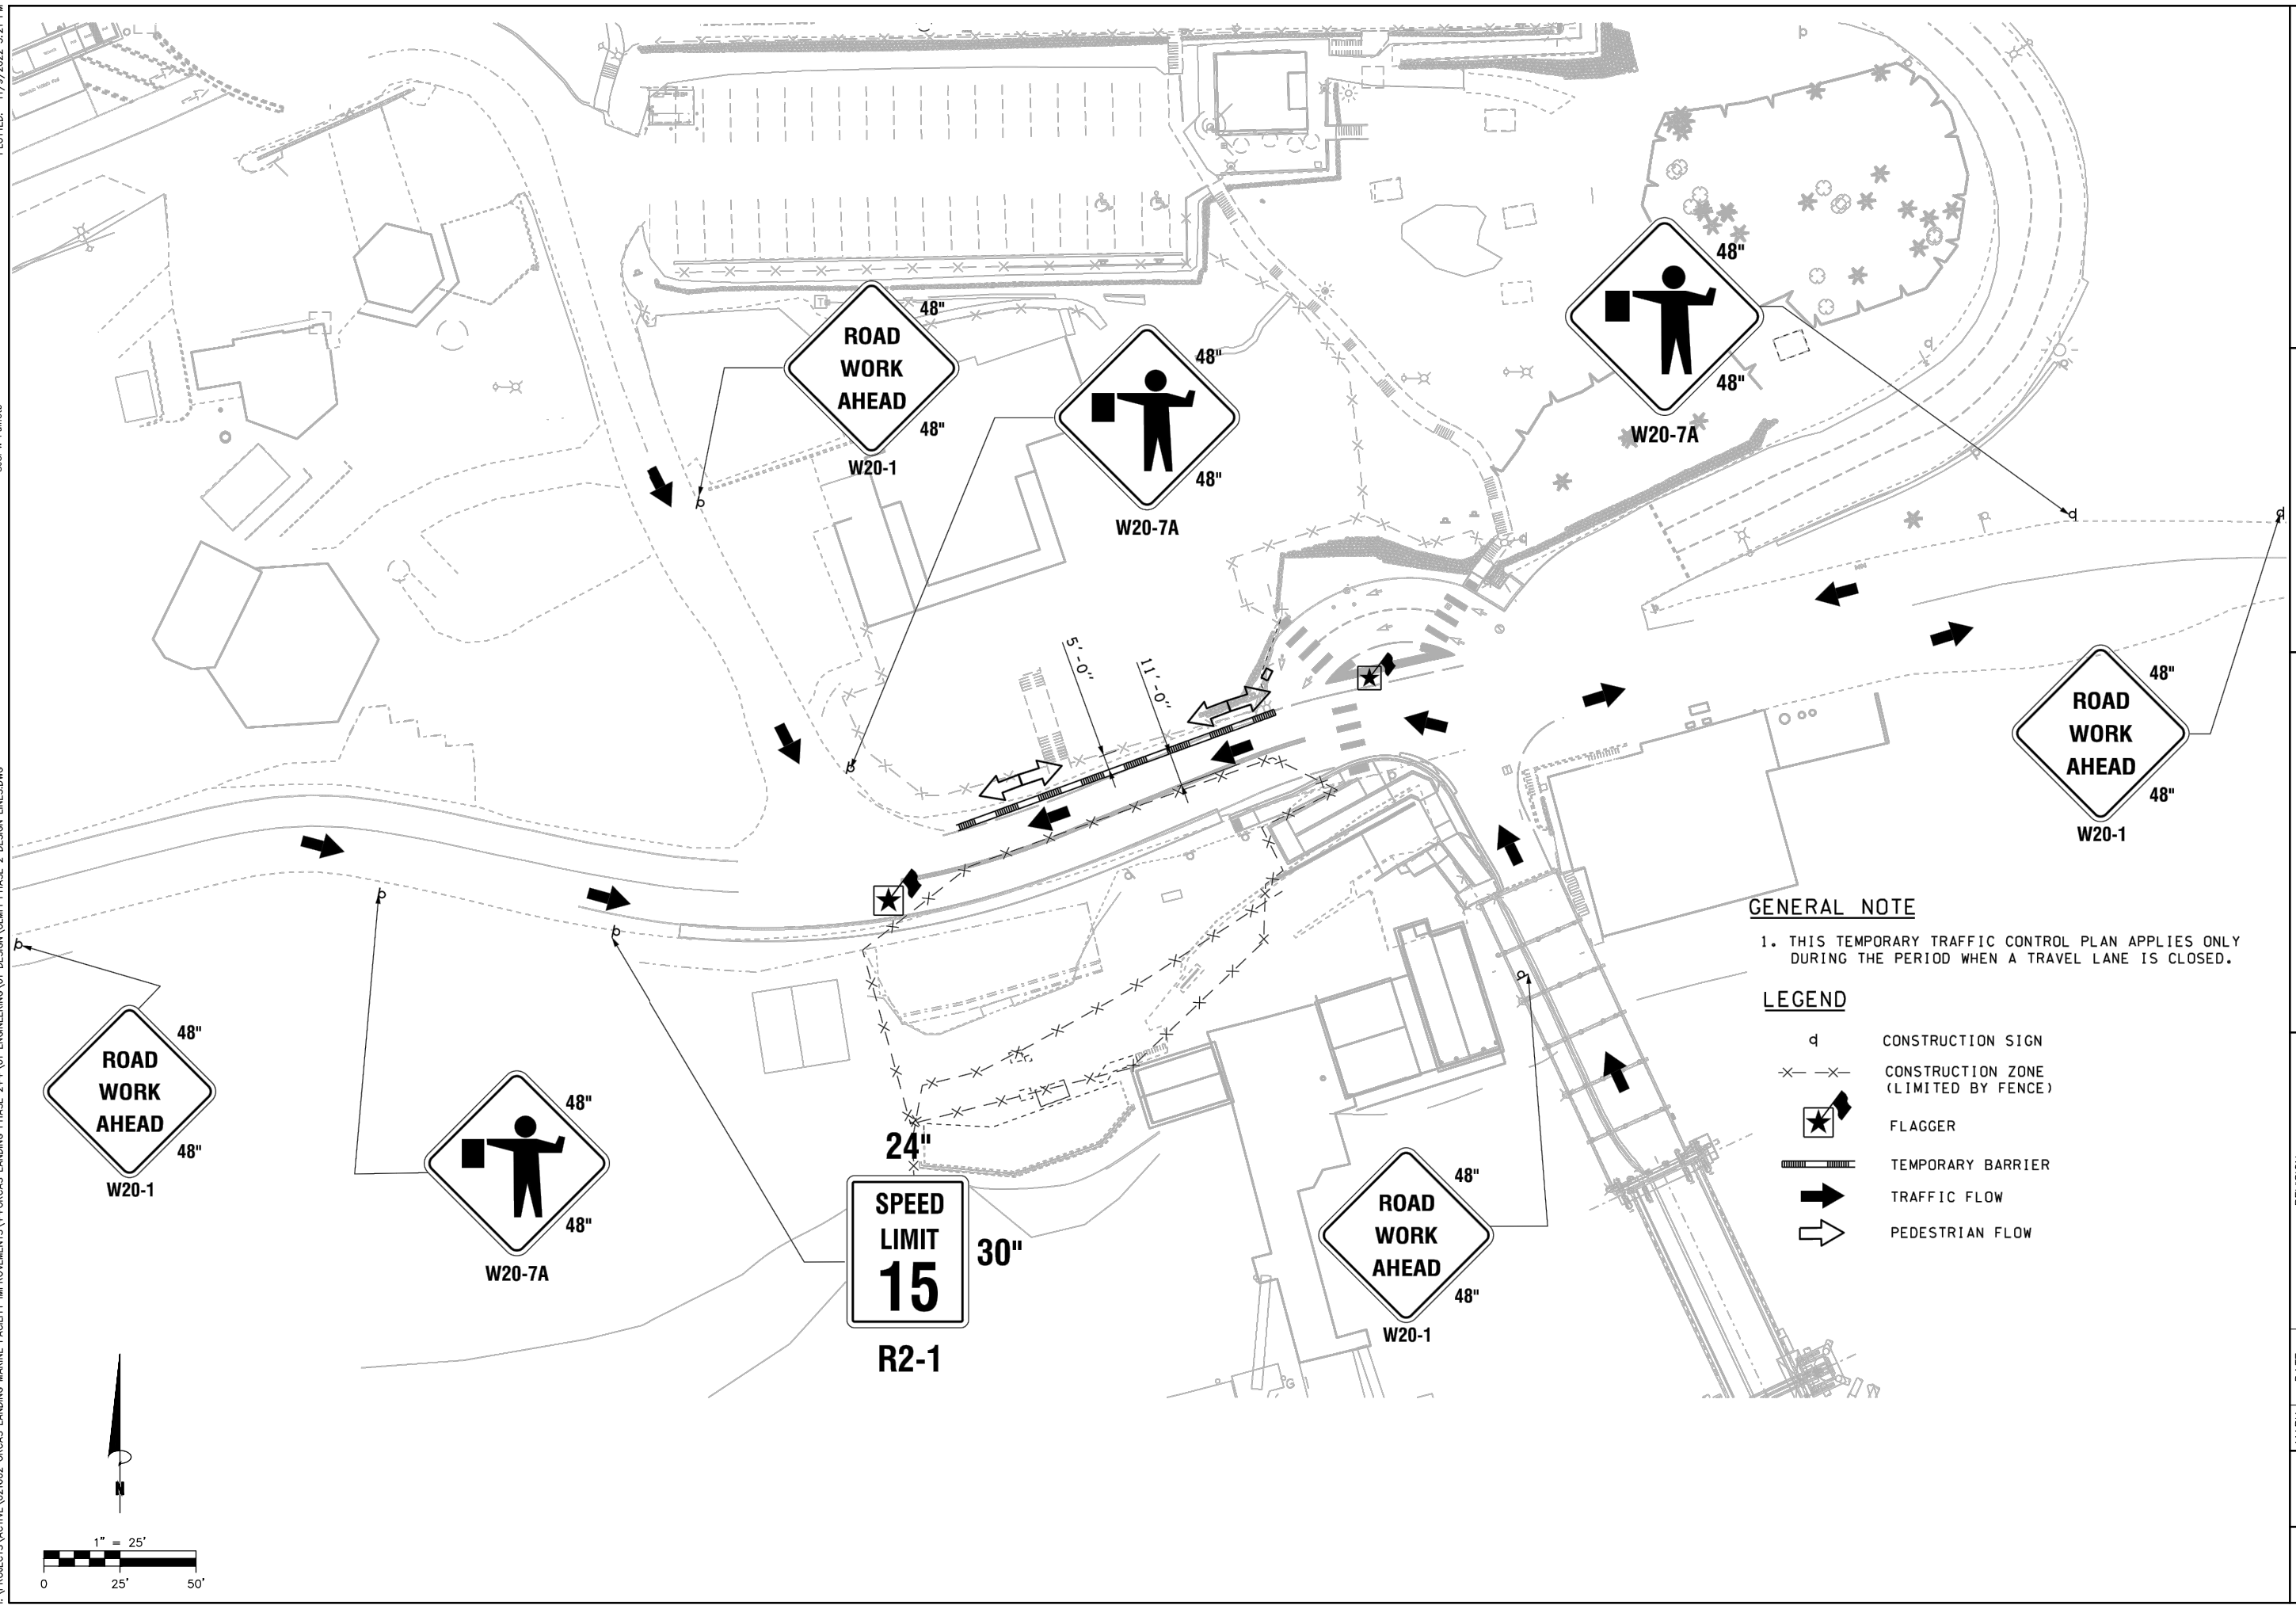 ROAD
WORK
AHEAD
48"
48"
W20-1
48"
48"
W20-7A
48"
48"
W20-7A
5'-0"
11'-0"
ROAD
WORK
AHEAD
48"
48"
W20-1
GENERAL NOTE
1. THIS TEMPORARY TRAFFIC CONTROL PLAN APPLIES ONLY
DURING THE PERIOD WHEN A TRAVEL LANE IS CLOSED.
LEGEND
CONSTRUCTION SIGN
CONSTRUCTION ZONE
(LIMITED BY FENCE)
FLAGGER
TEMPORARY BARRIER
TRAFFIC FLOW
PEDESTRIAN FLOW
ROAD
WORK
AHEAD
48"
48"
W20-1
48"
48"
W20-7A
24"
SPEED
LIMIT
15
30"
R2-1
ROAD
WORK
AHEAD
48"
48"
W20-1
N
1" = 25'
0 25' 50'